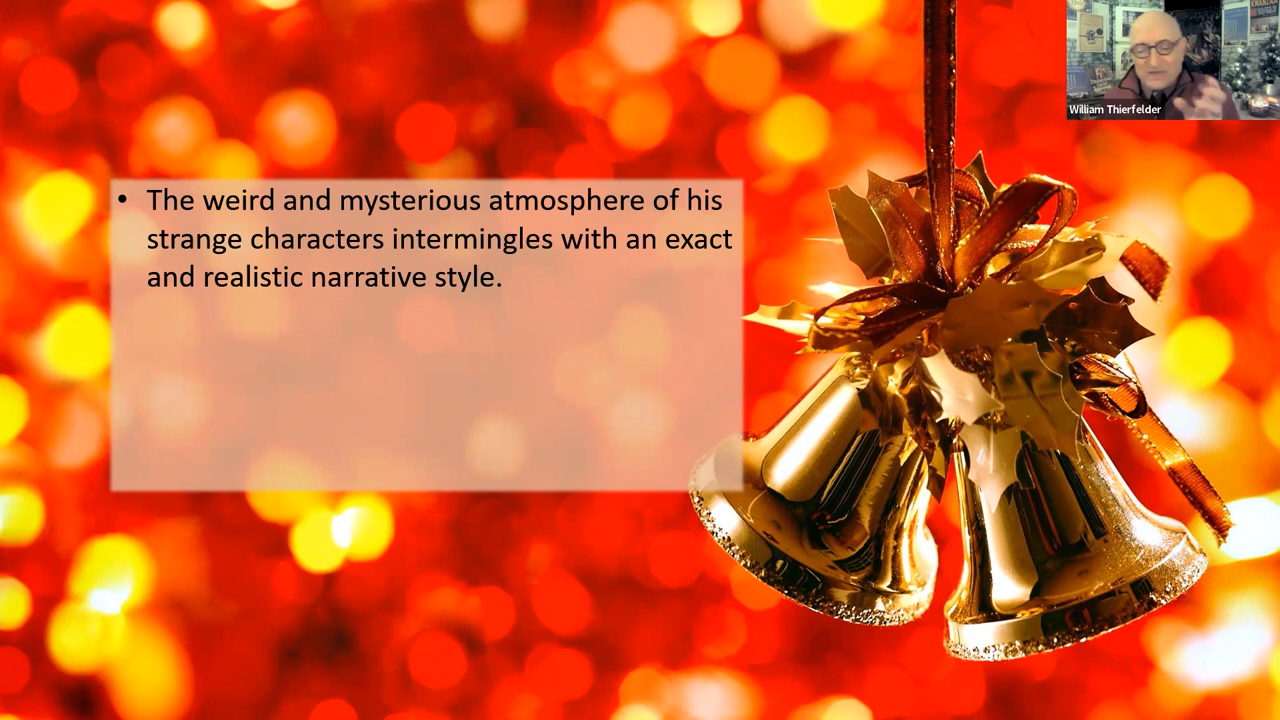 • The weird and mysterious atmosphere of his
strange characters intermingles with an exact
and realistic narrative style.
William Thierfelder